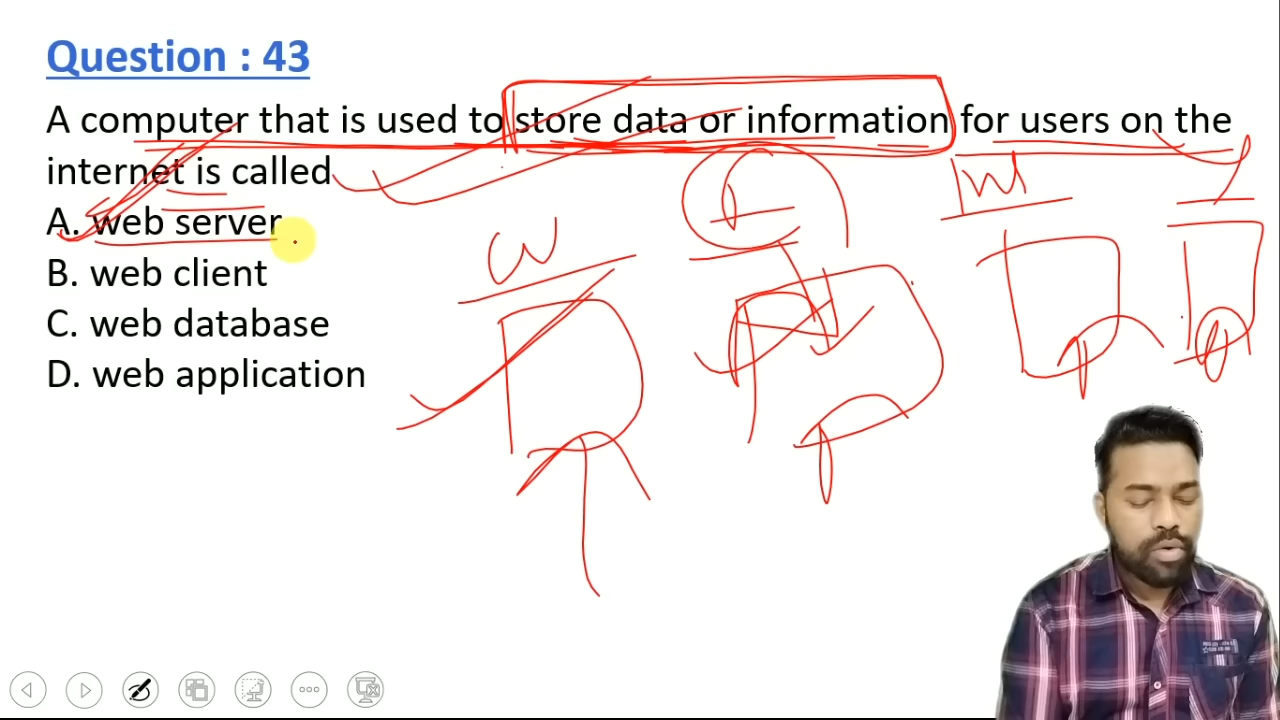 Question : 43
A computer that is used to store data or information for users on the
internet is called
A. web server
B. web client
C. web database
D. web application
W